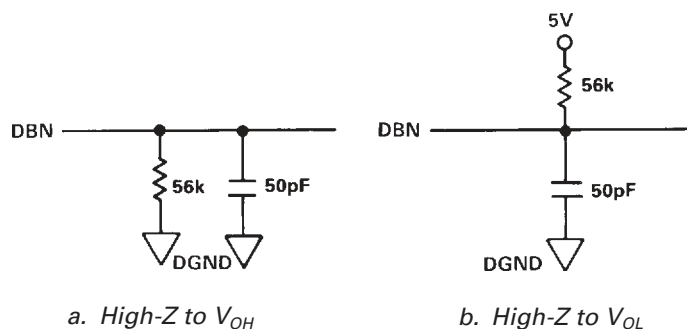 DBN
56k
50pF
DGND
a. High-Z to VOH
5V
56k
DBN
50pF
DGND
b. High-Z to VOL